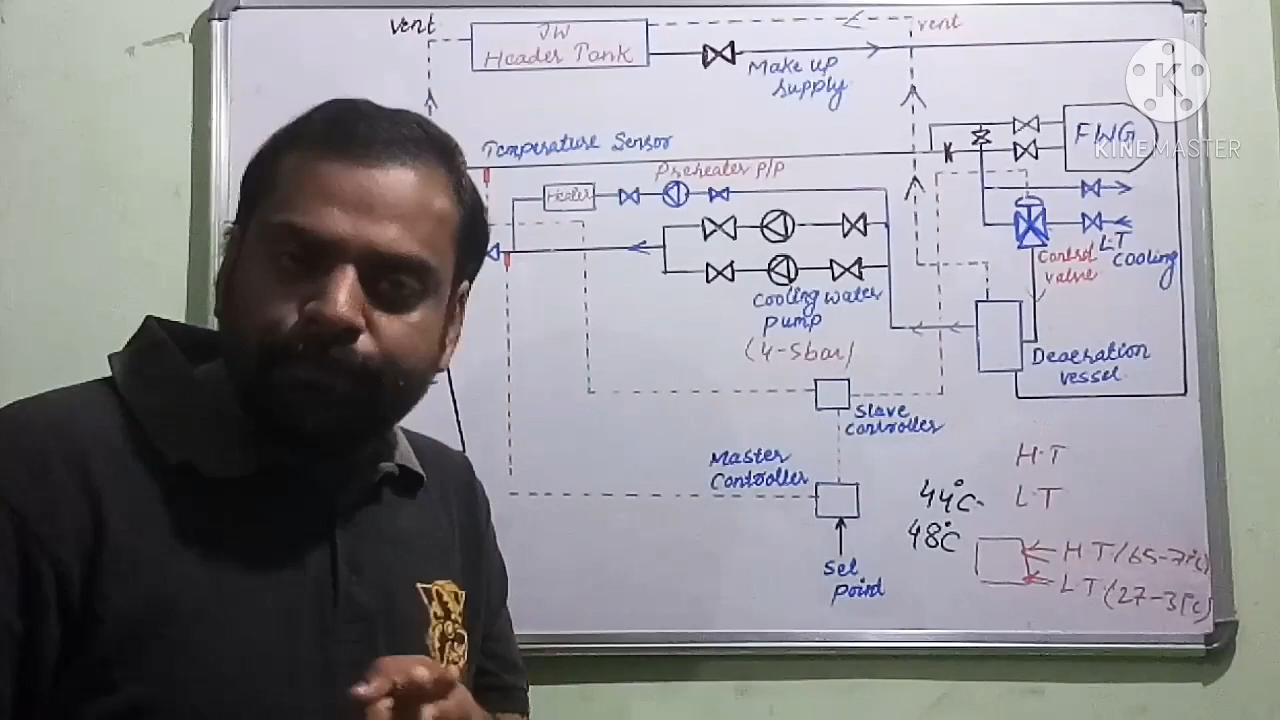 vent
JW
Header Tank
vent
Make up
supply
K
KINEMASTER
Temperature Sensor
FWG
Preheater P/P
Heater
LT
Cooling
Control
valve
Cooling water
pump
(4-5bar)
Deaeration
vessel
Slave
Controller
Master
Controller
H.T
44°C-
L.T
48°C
HT(65-71°C)
LT(27-31°C)
Set
point